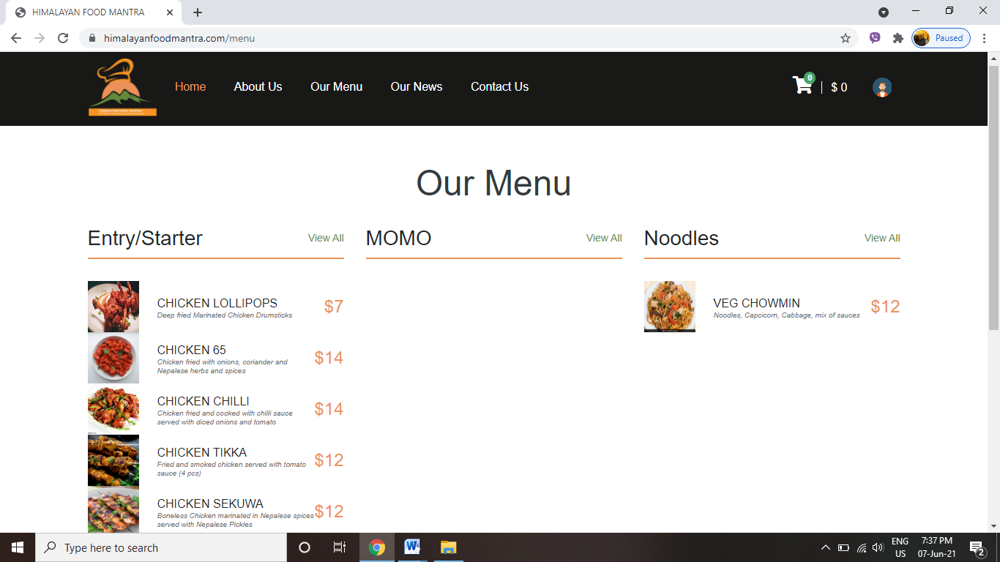 HIMALAYAN FOOD MANTRA
himalayanfoodmantra.com/menu
Paused
Home
About Us
Our Menu
Our News
Contact Us
0
$ 0
Our Menu
Entry/Starter
View All
CHICKEN LOLLIPOPS
Deep fried Marinated Chicken Drumsticks
$7
CHICKEN 65
Chicken fried with onions, coriander and
Nepalese herbs and spices
$14
CHICKEN CHILLI
Chicken fried and cooked with chilli sauce
served with diced onions and tomato
$14
CHICKEN TIKKA
Fried and smoked chicken served with tomato
sauce (4 pcs)
$12
CHICKEN SEKUWA
Boneless Chicken marinated in Nepalese spices
served with Nepalese Pickles
$12
MOMO
View All
Noodles
View All
VEG CHOWMIN
Noodles, Capcicorn, Cabbage, mix of sauces
$12
Type here to search
ENG
US
7:37 PM
07-Jun-21
2